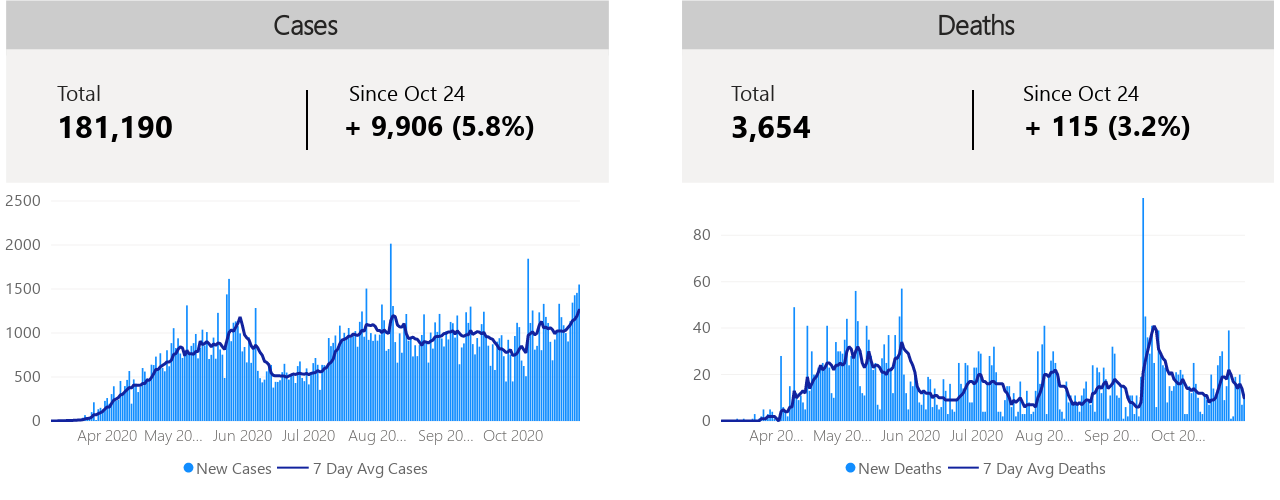 Cases
Total
181,190
Since Oct 24
+ 9,906 (5.8%)
2500
2000
1500
1000
500
0
Apr 2020 May 20... Jun 2020 Jul 2020 Aug 20... Sep 20... Oct 2020
New Cases 7 Day Avg Cases
Deaths
Total
3,654
Since Oct 24
+ 115 (3.2%)
80
60
40
20
0
Apr 20... May 20... Jun 2020 Jul 2020 Aug 20... Sep 20... Oct 20...
New Deaths 7 Day Avg Deaths